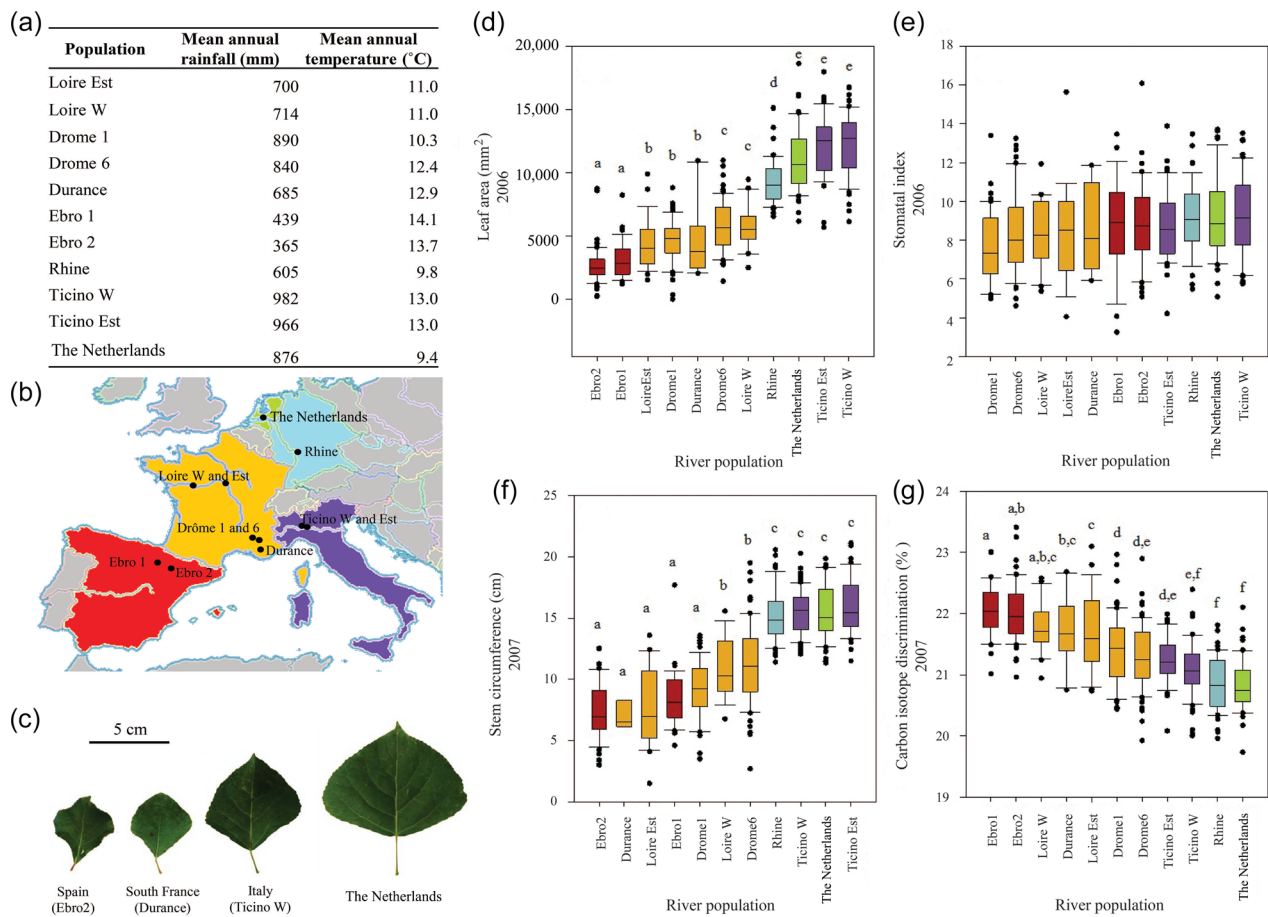 (a)
Population Mean annual rainfall (mm) Mean annual temperature (˚C)
Loire Est 700 11.0
Loire W 714 11.0
Drome 1 890 10.3
Drome 6 840 12.4
Durance 685 12.9
Ebro 1 439 14.1
Ebro 2 365 13.7
Rhine 605 9.8
Ticino W 982 13.0
Ticino Est 966 13.0
The Netherlands 876 9.4
(b)
The Netherlands
Rhine
Loire W and Est
Ticino W and Est
Drôme 1 and 6
Durance
Ebro 1
Ebro 2
(c)
5 cm
Spain
(Ebro2)
South France
(Durance)
Italy
(Ticino W)
The Netherlands
(d)
Leaf area (mm²)
2006
20,000
15,000
10,000
5000
0
a a b b b c c d e e e
Ebro2
Ebro1
LoireEst
Drome1
Durance
Drome6
Loire W
Rhine
The Netherlands
Ticino Est
Ticino W
River population
(e)
Stomatal index
2006
18
16
14
12
10
8
6
4
2
Drome1
Drome6
Loire W
LoireEst
Durance
Ebro1
Ebro2
Ticino Est
Rhine
The Netherlands
Ticino W
River population
(f)
Stem circumference (cm)
2007
25
20
15
10
5
0
a a a a a b b c c c c
Ebro2
Durance
Loire Est
Ebro1
Drome1
Loire W
Drome6
Rhine
Ticino W
The Netherlands
Ticino Est
River population
(g)
Carbon isotope discrimination (% )
2007
24
23
22
21
20
19
a a,b a,b,c b,c c d d,e d,e e,f f f
Ebro1
Ebro2
Loire W
Durance
Loire Est
Drome1
Drome6
Ticino Est
Ticino W
Rhine
The Netherlands
River population